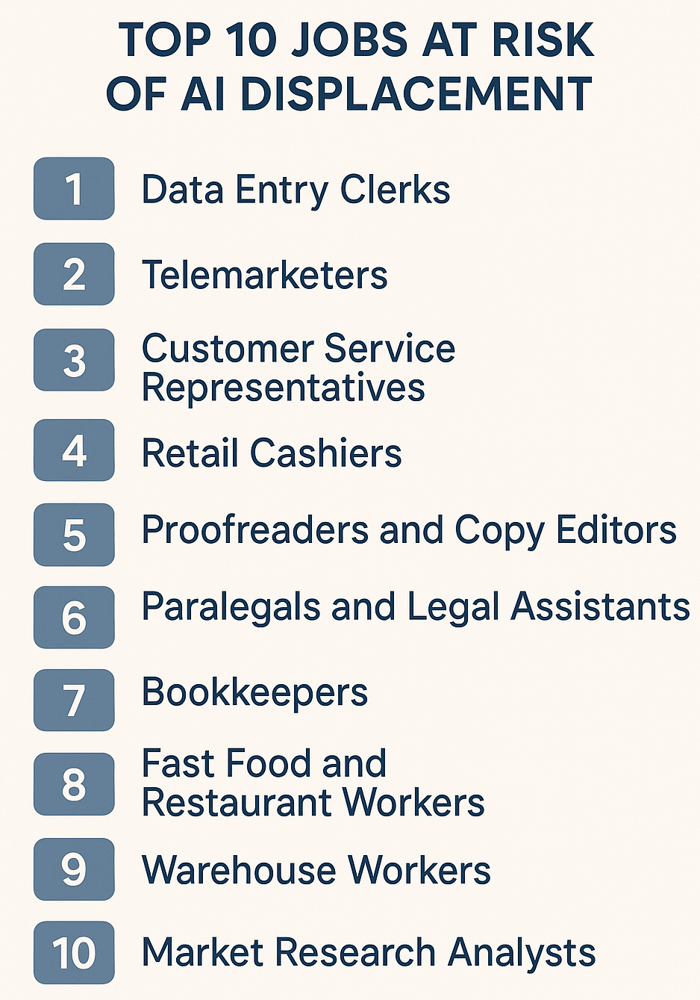 TOP 10 JOBS AT RISK
OF AI DISPLACEMENT
1 Data Entry Clerks
2 Telemarketers
3 Customer Service
Representatives
4 Retail Cashiers
5 Proofreaders and Copy Editors
6 Paralegals and Legal Assistants
7 Bookkeepers
8 Fast Food and
Restaurant Workers
9 Warehouse Workers
10 Market Research Analysts